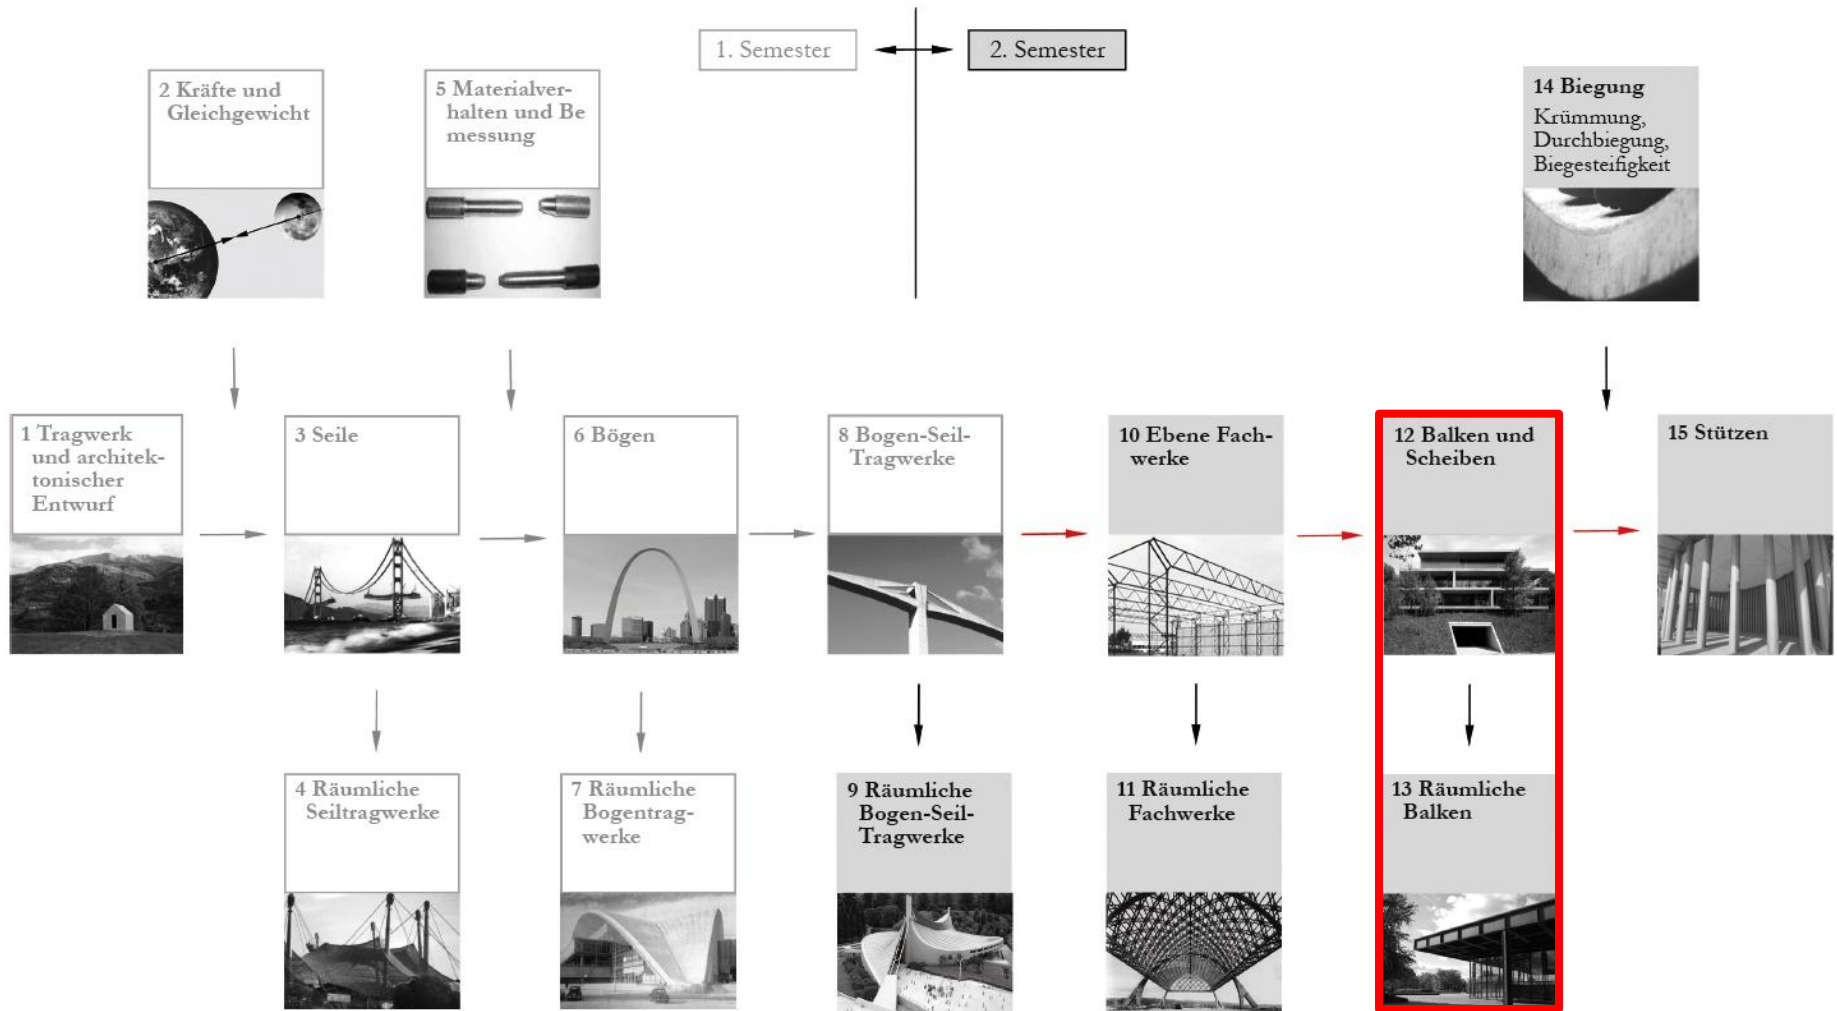 1. Semester
2. Semester
2 Kräfte und
Gleichgewicht
5 Materialver-
halten und Be
messung
14 Biegung
Krümmung,
Durchbiegung,
Biegesteifigkeit
1 Tragwerk
und architek-
tonischer
Entwurf
3 Seile
6 Bögen
8 Bogen-Seil-
Tragwerke
10 Ebene Fach-
werke
12 Balken und
Scheiben
15 Stützen
4 Räumliche
Seiltragwerke
7 Räumliche
Bogentrag-
werke
9 Räumliche
Bogen-Seil-
Tragwerke
11 Räumliche
Fachwerke
13 Räumliche
Balken